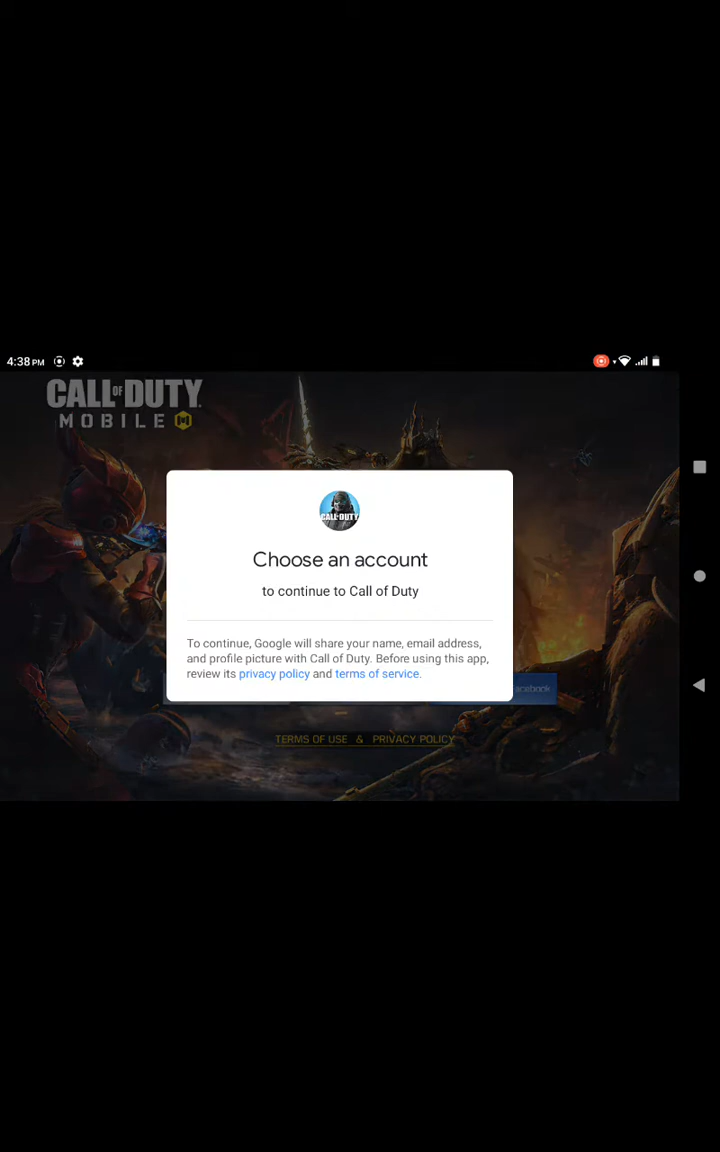 4:38 PM
CALL OF DUTY
MOBILE
CALL·DUTY
Choose an account
to continue to Call of Duty
To continue, Google will share your name, email address,
and profile picture with Call of Duty. Before using this app,
review its privacy policy and terms of service.
acebook
TERMS OF USE & PRIVACY POLICY